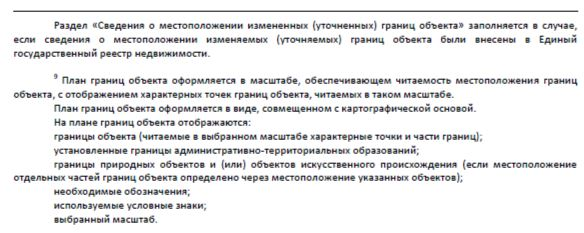 Раздел «Сведения о местоположении измененных (уточненных) границ объекта» заполняется в случае,
если сведения о местоположении изменяемых (уточняемых) границ объекта были внесены в Единый
государственный реестр недвижимости.
⁹ План границ объекта оформляется в масштабе, обеспечивающем читаемость местоположения границ
объекта, с отображением характерных точек границ объекта, читаемых в таком масштабе.
План границ объекта оформляется в виде, совмещенном с картографической основой.
На плане границ объекта отображаются:
границы объекта (читаемые в выбранном масштабе характерные точки и части границ);
установленные границы административно-территориальных образований;
границы природных объектов и (или) объектов искусственного происхождения (если местоположение
отдельных частей границ объекта определено через местоположение указанных объектов);
необходимые обозначения;
используемые условные знаки;
выбранный масштаб.